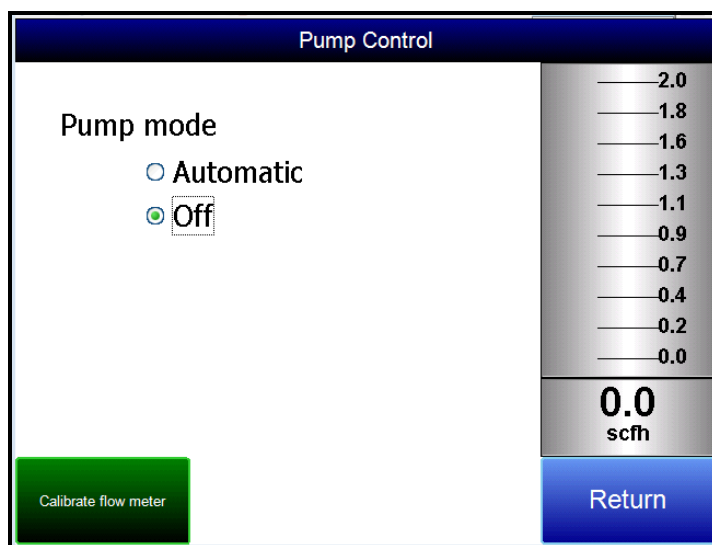 Pump Control
Pump mode
Automatic
Off
2.0
1.8
1.6
1.3
1.1
0.9
0.7
0.4
0.2
0.0
0.0
scfh
Calibrate flow meter
Return